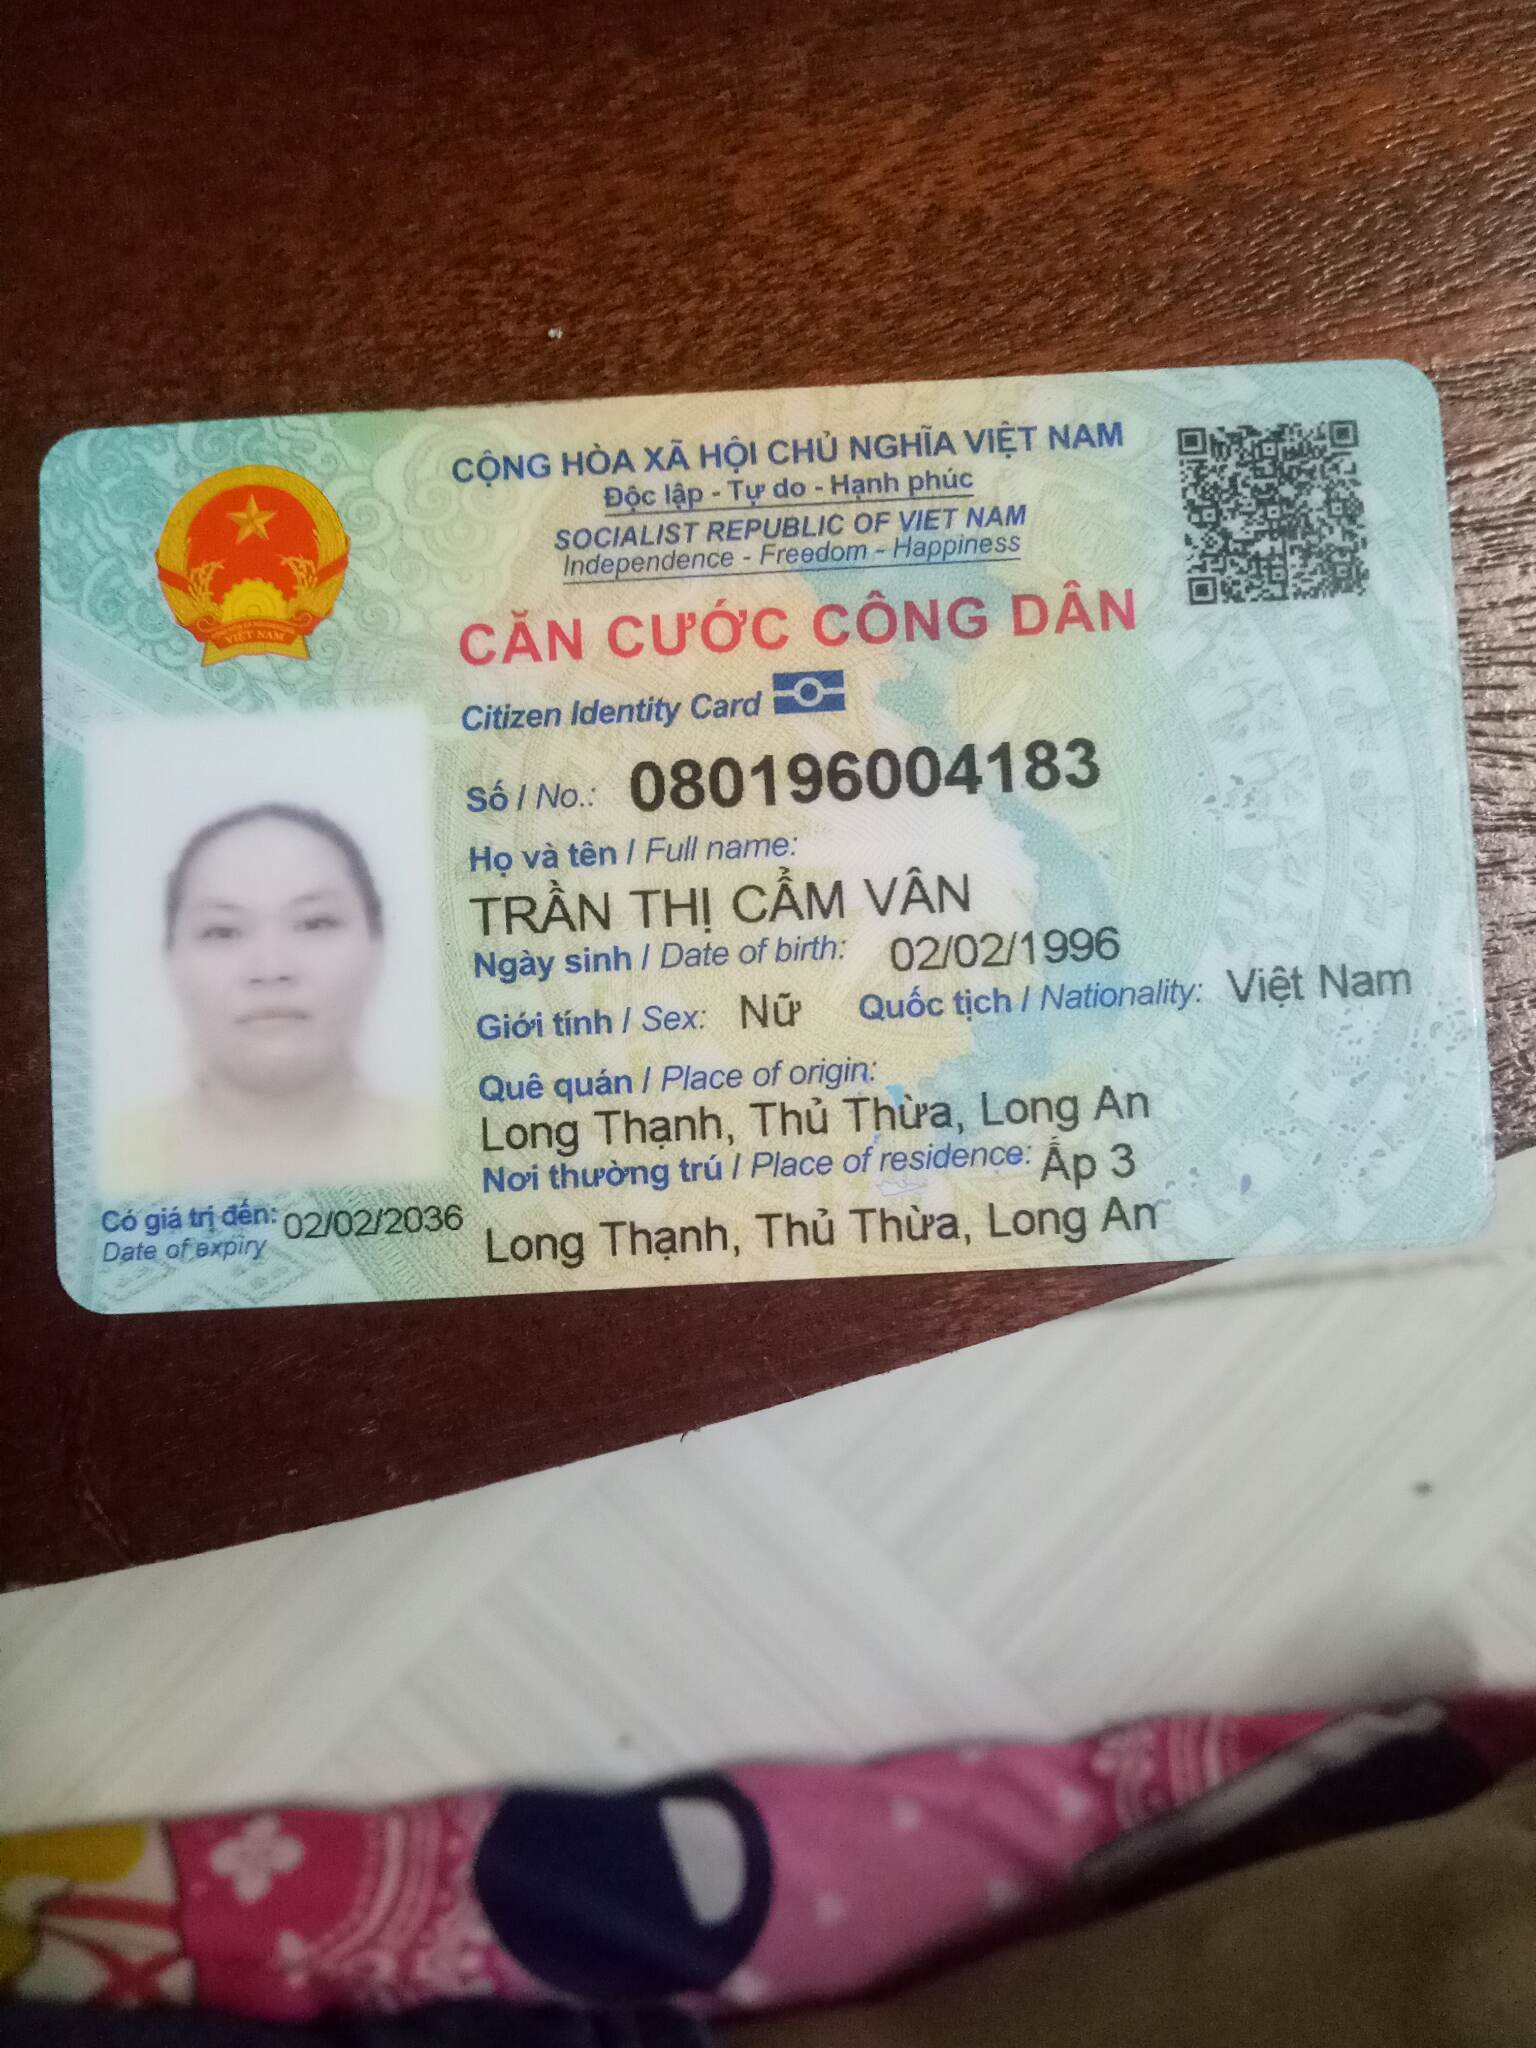 CỘNG HÒA XÃ HỘI CHỦ NGHĨA VIỆT NAM
Độc lập - Tự do - Hạnh phúc
SOCIALIST REPUBLIC OF VIET NAM
Independence - Freedom - Happiness
CĂN CƯỚC CÔNG DÂN
Citizen Identity Card
Số / No.: 080196004183
Họ và tên / Full name:
TRẦN THỊ CẨM VÂN
Ngày sinh / Date of birth: 02/02/1996
Giới tính / Sex: Nữ Quốc tịch / Nationality: Việt Nam
Quê quán / Place of origin:
Long Thạnh, Thủ Thừa, Long An
Nơi thường trú / Place of residence: Ấp 3
Long Thạnh, Thủ Thừa, Long An
Có giá trị đến: 02/02/2036
Date of expiry
VIỆT NAM